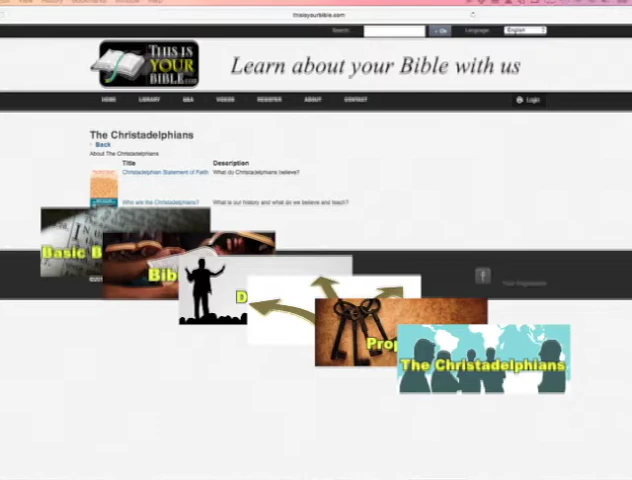 thisisyourbible.com
Search:
Go
Language:
English
THIS IS
YOUR
BIBLE.com
Learn about your Bible with us
HOME LIBRARY Q&A VIDEOS REGISTER ABOUT CONTACT
Login
The Christadelphians
Back
About The Christadelphians
Title Description
Christadelphian Statement of Faith What do Christadelphians believe?
Who are the Christadelphians? What is our history and what do we believe and teach?
Basic B
Bib
D
Prop
The Christadelphians